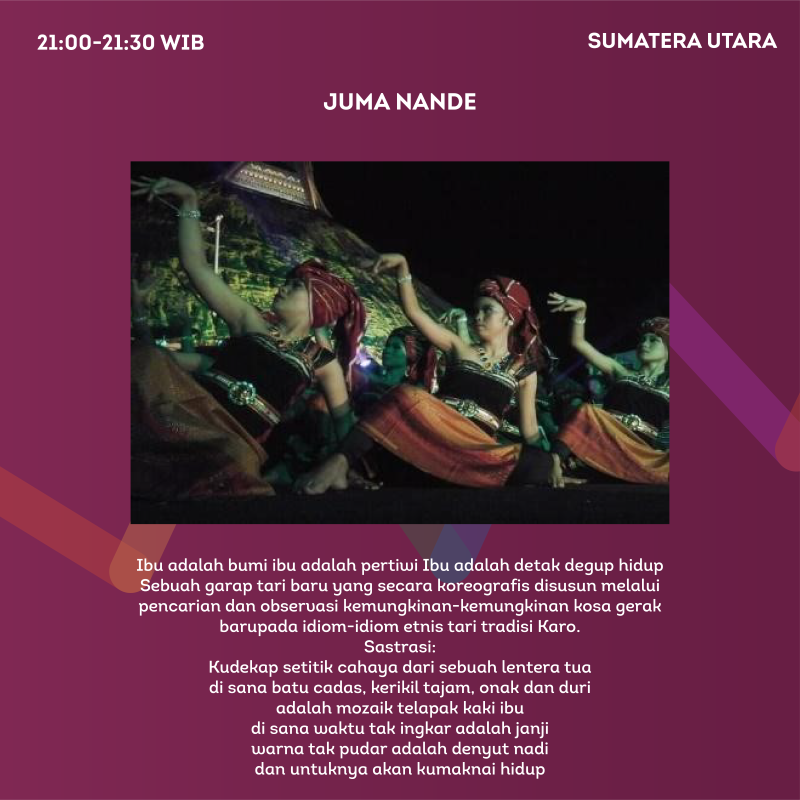 21:00-21:30 WIB
SUMATERA UTARA
JUMA NANDE
Ibu adalah bumi ibu adalah pertiwi Ibu adalah detak degup hidup
Sebuah garap tari baru yang secara koreografis disusun melalui
pencarian dan observasi kemungkinan-kemungkinan kosa gerak
barupada idiom-idiom etnis tari tradisi Karo.
Sastrasi:
Kudekap setitik cahaya dari sebuah lentera tua
di sana batu cadas, kerikil tajam, onak dan duri
adalah mozaik telapak kaki ibu
di sana waktu tak ingkar adalah janji
warna tak pudar adalah denyut nadi
dan untuknya akan kumaknai hidup